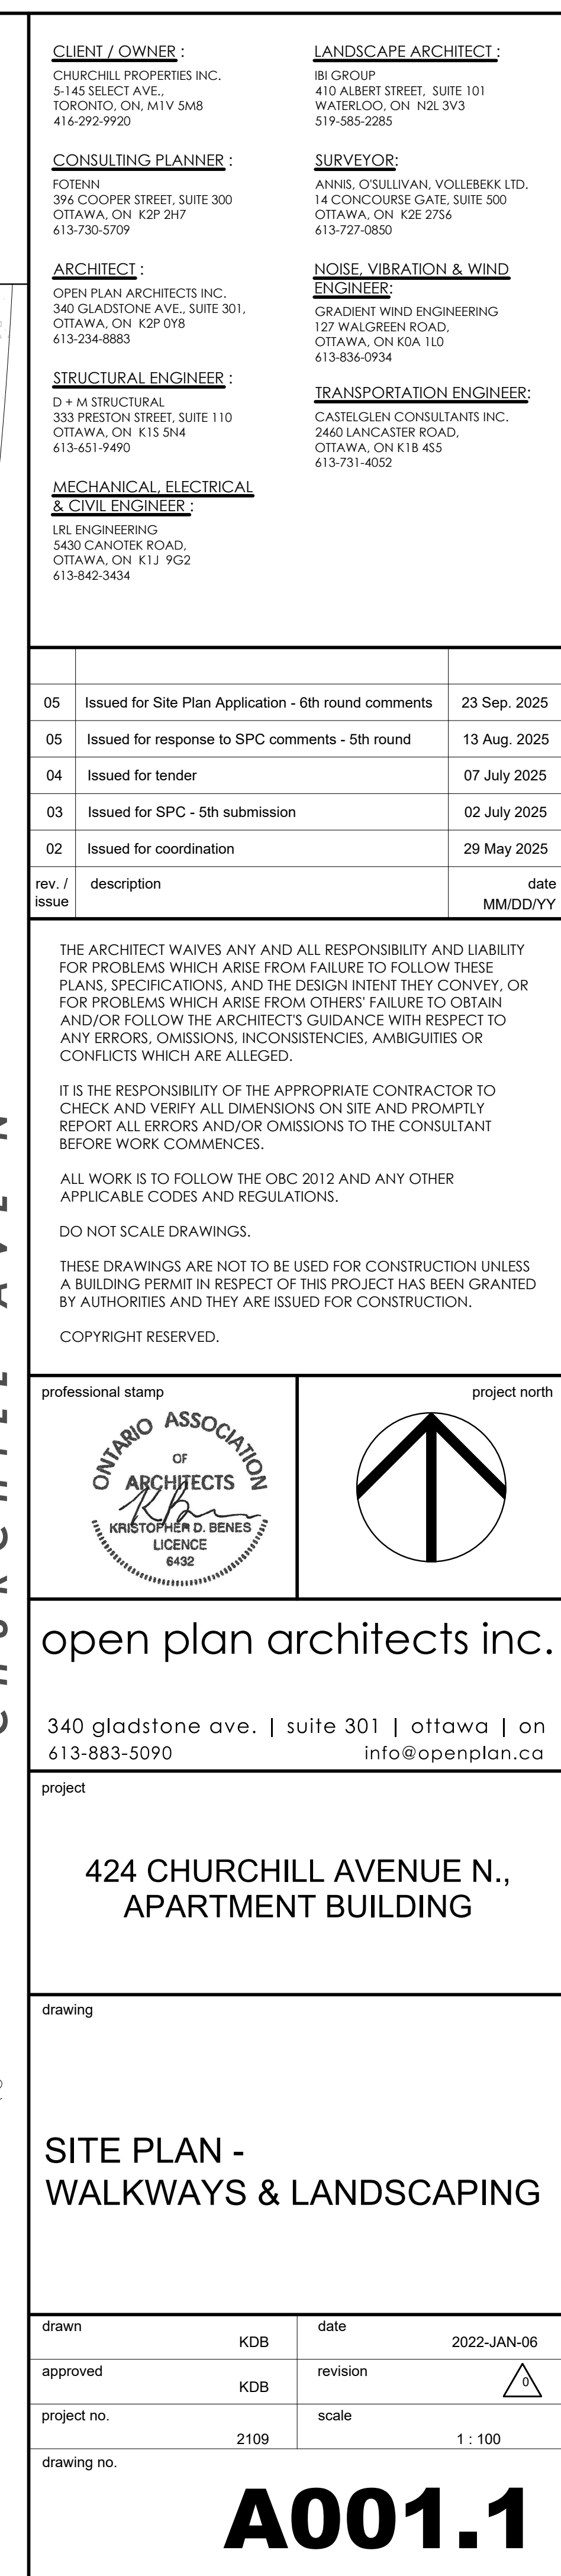 CLIENT / OWNER :
CHURCHILL PROPERTIES INC.
5-145 SELECT AVE.,
TORONTO, ON, M1V 5M8
416-292-9920
CONSULTING PLANNER :
FOTENN
396 COOPER STREET, SUITE 300
OTTAWA, ON K2P 2H7
613-730-5709
ARCHITECT :
OPEN PLAN ARCHITECTS INC.
340 GLADSTONE AVE., SUITE 301,
OTTAWA, ON K2P 0Y8
613-234-8883
STRUCTURAL ENGINEER :
D + M STRUCTURAL
333 PRESTON STREET, SUITE 110
OTTAWA, ON K1S 5N4
613-651-9490
MECHANICAL, ELECTRICAL
& CIVIL ENGINEER :
LRL ENGINEERING
5430 CANOTEK ROAD,
OTTAWA, ON K1J 9G2
613-842-3434
LANDSCAPE ARCHITECT :
IBI GROUP
410 ALBERT STREET, SUITE 101
WATERLOO, ON N2L 3V3
519-585-2285
SURVEYOR:
ANNIS, O'SULLIVAN, VOLLEBEKK LTD.
14 CONCOURSE GATE, SUITE 500
OTTAWA, ON K2E 27S6
613-727-0850
NOISE, VIBRATION & WIND
ENGINEER:
GRADIENT WIND ENGINEERING
127 WALGREEN ROAD,
OTTAWA, ON K0A 1L0
613-836-0934
TRANSPORTATION ENGINEER:
CASTELGLEN CONSULTANTS INC.
2460 LANCASTER ROAD,
OTTAWA, ON K1B 4S5
613-731-4052
05 Issued for Site Plan Application - 6th round comments 23 Sep. 2025
05 Issued for response to SPC comments - 5th round 13 Aug. 2025
04 Issued for tender 07 July 2025
03 Issued for SPC - 5th submission 02 July 2025
02 Issued for coordination 29 May 2025
rev. / description date
issue MM/DD/YY
THE ARCHITECT WAIVES ANY AND ALL RESPONSIBILITY AND LIABILITY
FOR PROBLEMS WHICH ARISE FROM FAILURE TO FOLLOW THESE
PLANS, SPECIFICATIONS, AND THE DESIGN INTENT THEY CONVEY, OR
FOR PROBLEMS WHICH ARISE FROM OTHERS' FAILURE TO OBTAIN
AND/OR FOLLOW THE ARCHITECT'S GUIDANCE WITH RESPECT TO
ANY ERRORS, OMISSIONS, INCONSISTENCIES, AMBIGUITIES OR
CONFLICTS WHICH ARE ALLEGED.
IT IS THE RESPONSIBILITY OF THE APPROPRIATE CONTRACTOR TO
CHECK AND VERIFY ALL DIMENSIONS ON SITE AND PROMPTLY
REPORT ALL ERRORS AND/OR OMISSIONS TO THE CONSULTANT
BEFORE WORK COMMENCES.
ALL WORK IS TO FOLLOW THE OBC 2012 AND ANY OTHER
APPLICABLE CODES AND REGULATIONS.
DO NOT SCALE DRAWINGS.
THESE DRAWINGS ARE NOT TO BE USED FOR CONSTRUCTION UNLESS
A BUILDING PERMIT IN RESPECT OF THIS PROJECT HAS BEEN GRANTED
BY AUTHORITIES AND THEY ARE ISSUED FOR CONSTRUCTION.
COPYRIGHT RESERVED.
professional stamp
ONTARIO ASSOCIATION
OF
ARCHITECTS
KRISTOPHER D. BENES
LICENCE
6432
project north
open plan architects inc.
340 gladstone ave. | suite 301 | ottawa | on
613-883-5090 info@openplan.ca
project
424 CHURCHILL AVENUE N.,
APARTMENT BUILDING
drawing
SITE PLAN -
WALKWAYS & LANDSCAPING
drawn KDB
date 2022-JAN-06
approved KDB
revision 0
project no. 2109
scale 1 : 100
drawing no.
A001.1